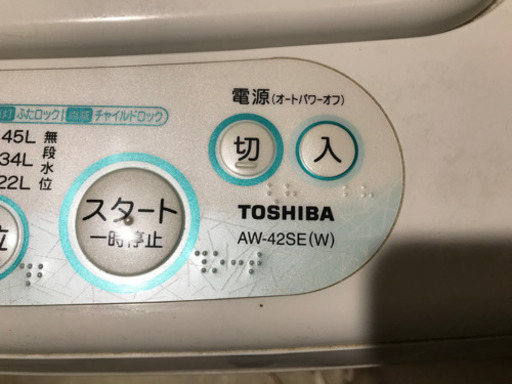 電源(オートパワーオフ)
ふたロック
チャイルドロック
切
入
45L
34L
22L
無段水位
スタート
一時停止
位
TOSHIBA
AW-42SE(W)